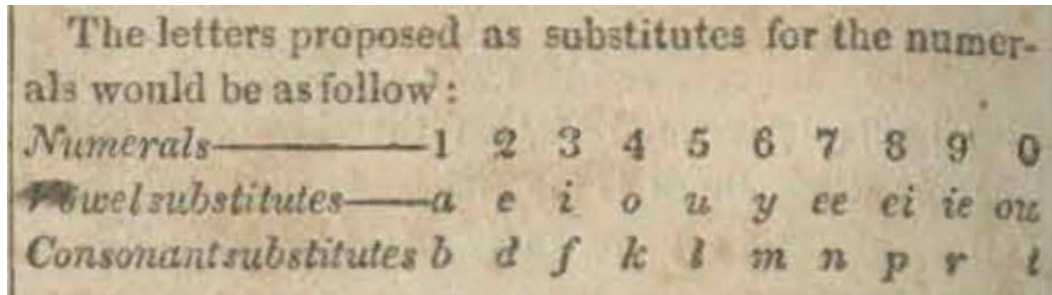 The letters proposed as substitutes for the numer-
als would be as follow:
Numerals———1 2 3 4 5 6 7 8 9 0
Vowel substitutes——a e i o u y ee ei ie ou
Consonant substitutes b d f k l m n p r t